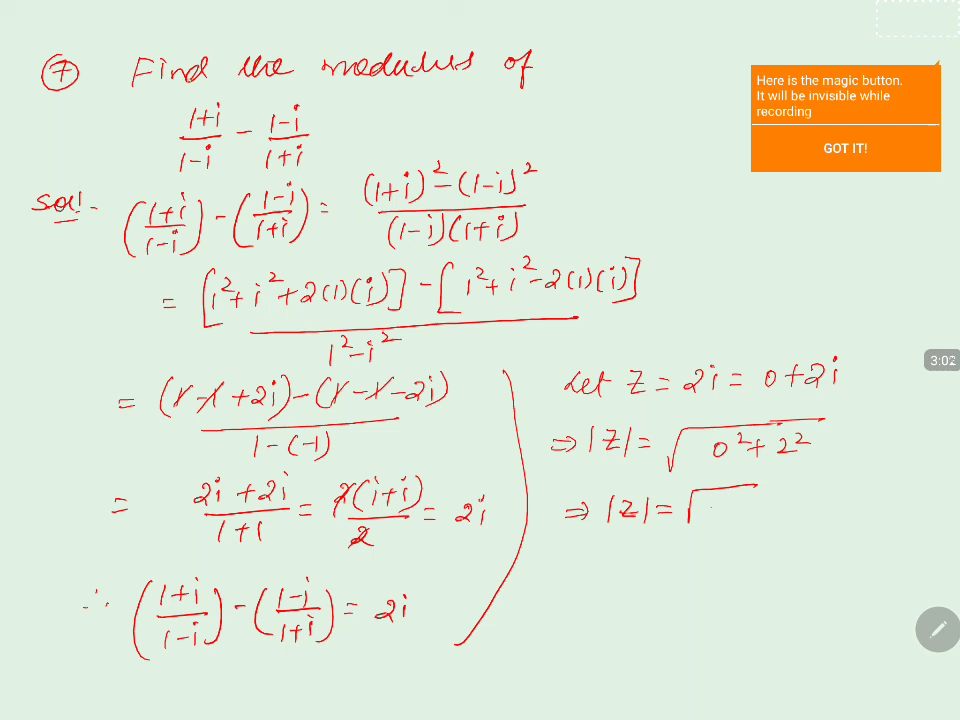 ⑦ Find the modulus of
(1+i)/(1-i) - (1-i)/(1+i)
Sol:- ((1+i)/(1-i)) - ((1-i)/(1+i)) = ((1+i)² - (1-i)²)/((1-i)(1+i))
= ([1²+i²+2(1)(i)] - [1²+i²-2(1)(i)])/(1²-i²)
= ((1-1+2i)-(1-1-2i))/(1-(-1))
= (2i+2i)/(1+1) = 2(i+i)/2 = 2i
∴ ((1+i)/(1-i)) - ((1-i)/(1+i)) = 2i
Let Z = 2i = 0+2i
⇒ |Z| = √(0²+2²)
⇒ |Z| = √
Here is the magic button.
It will be invisible while
recording
GOT IT!
3:02